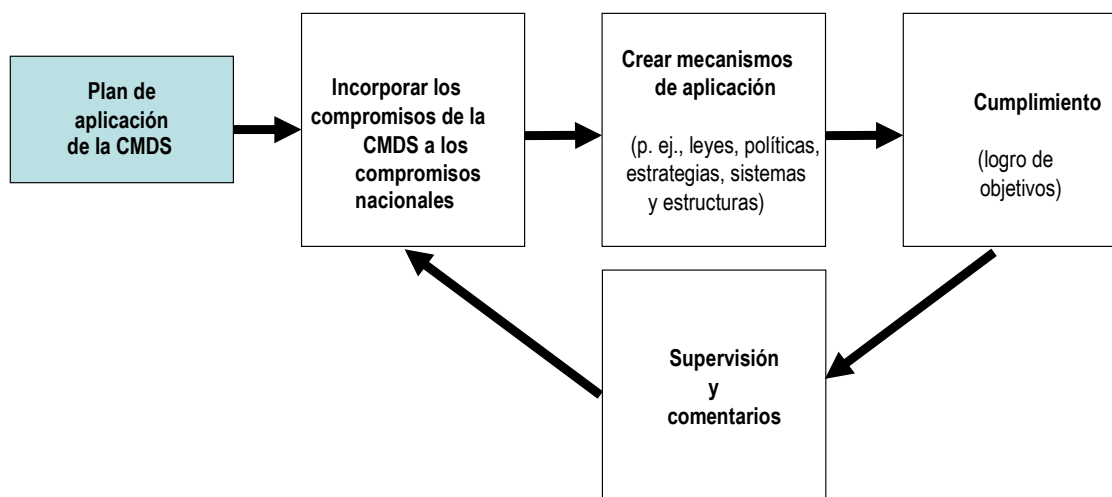 Plan de
aplicación
de la CMDS
Incorporar los
compromisos de la
CMDS a los
compromisos
nacionales
Crear mecanismos
de aplicación
(p. ej., leyes, políticas,
estrategias, sistemas
y estructuras)
Cumplimiento
(logro de
objetivos)
Supervisión
y
comentarios